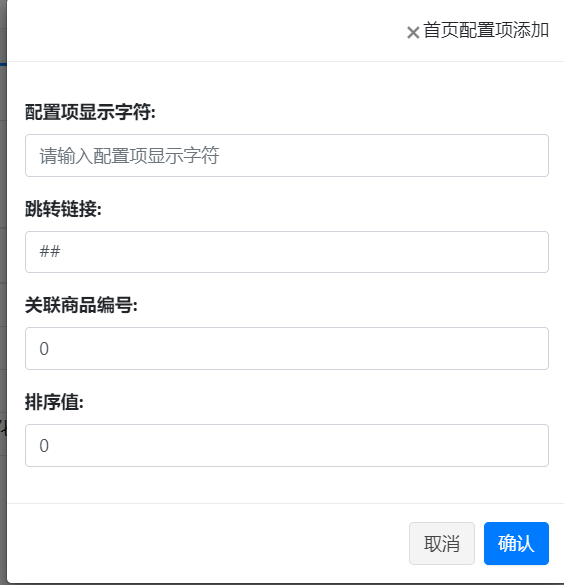 ×首页配置项添加
配置项显示字符:
请输入配置项显示字符
跳转链接:
##
关联商品编号:
0
排序值:
0
取消 确认